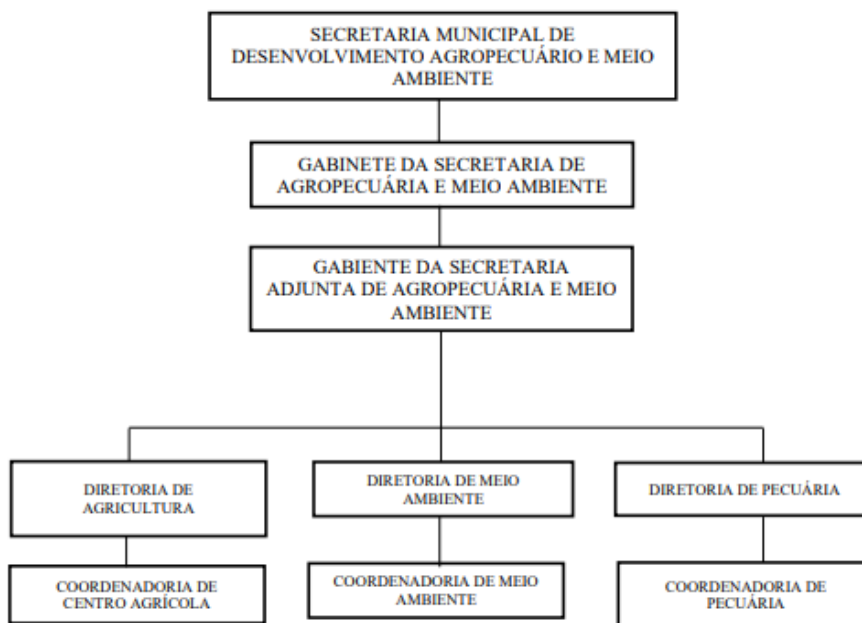 SECRETARIA MUNICIPAL DE
DESENVOLVIMENTO AGROPECUÁRIO E MEIO
AMBIENTE
GABINETE DA SECRETARIA DE
AGROPECUÁRIA E MEIO AMBIENTE
GABIENTE DA SECRETARIA
ADJUNTA DE AGROPECUÁRIA E MEIO
AMBIENTE
DIRETORIA DE
AGRICULTURA
DIRETORIA DE MEIO
AMBIENTE
DIRETORIA DE PECUÁRIA
COORDENADORIA DE
CENTRO AGRÍCOLA
COORDENADORIA DE MEIO
AMBIENTE
COORDENADORIA DE
PECUÁRIA